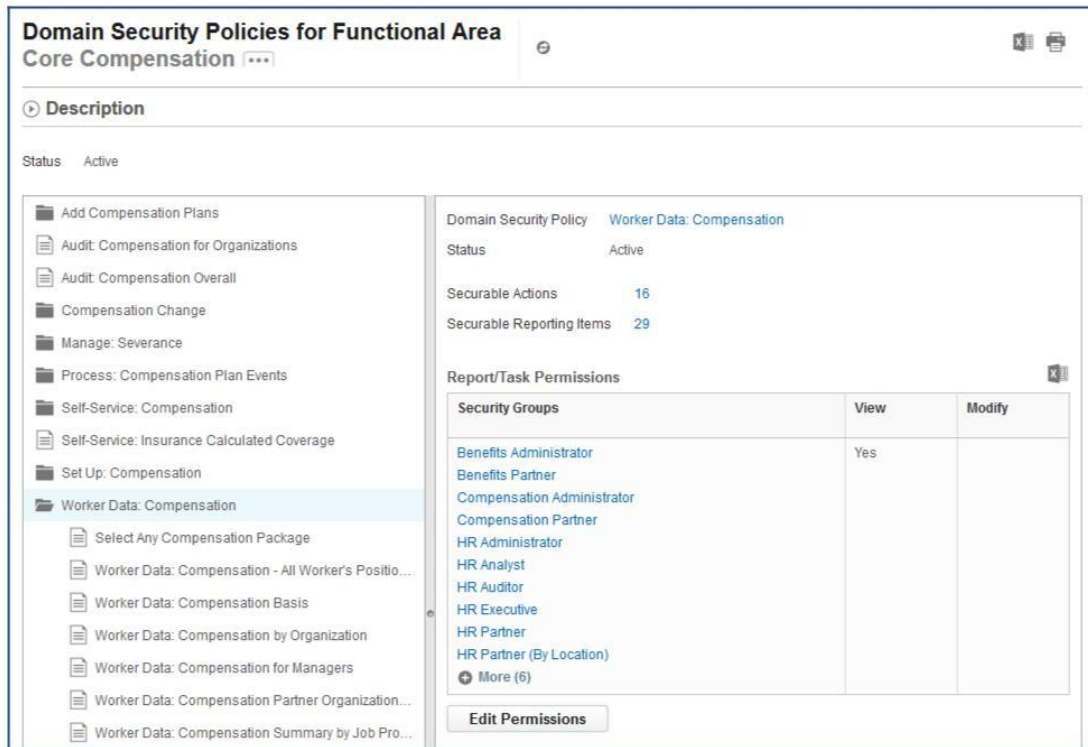 Domain Security Policies for Functional Area
Core Compensation
Description
Status Active
Add Compensation Plans
Audit: Compensation for Organizations
Audit: Compensation Overall
Compensation Change
Manage: Severance
Process: Compensation Plan Events
Self-Service: Compensation
Self-Service: Insurance Calculated Coverage
Set Up: Compensation
Worker Data: Compensation
Select Any Compensation Package
Worker Data: Compensation - All Worker's Positio...
Worker Data: Compensation Basis
Worker Data: Compensation by Organization
Worker Data: Compensation for Managers
Worker Data: Compensation Partner Organization...
Worker Data: Compensation Summary by Job Pro...
Domain Security Policy Worker Data: Compensation
Status Active
Securable Actions 16
Securable Reporting Items 29
Report/Task Permissions
Security Groups View Modify
Benefits Administrator Yes
Benefits Partner
Compensation Administrator
Compensation Partner
HR Administrator
HR Analyst
HR Auditor
HR Executive
HR Partner
HR Partner (By Location)
More (6)
Edit Permissions